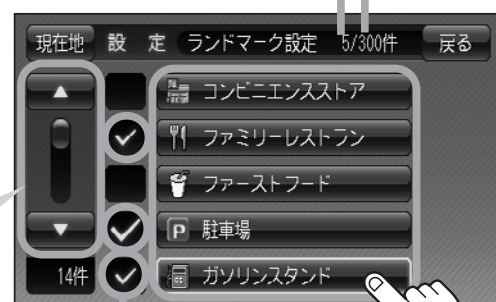 現在地 設 定 ランドマーク設定 5/300件 戻る
コンビニエンスストア
ファミリーレストラン
ファーストフード
P 駐車場
14件 ガソリンスタンド